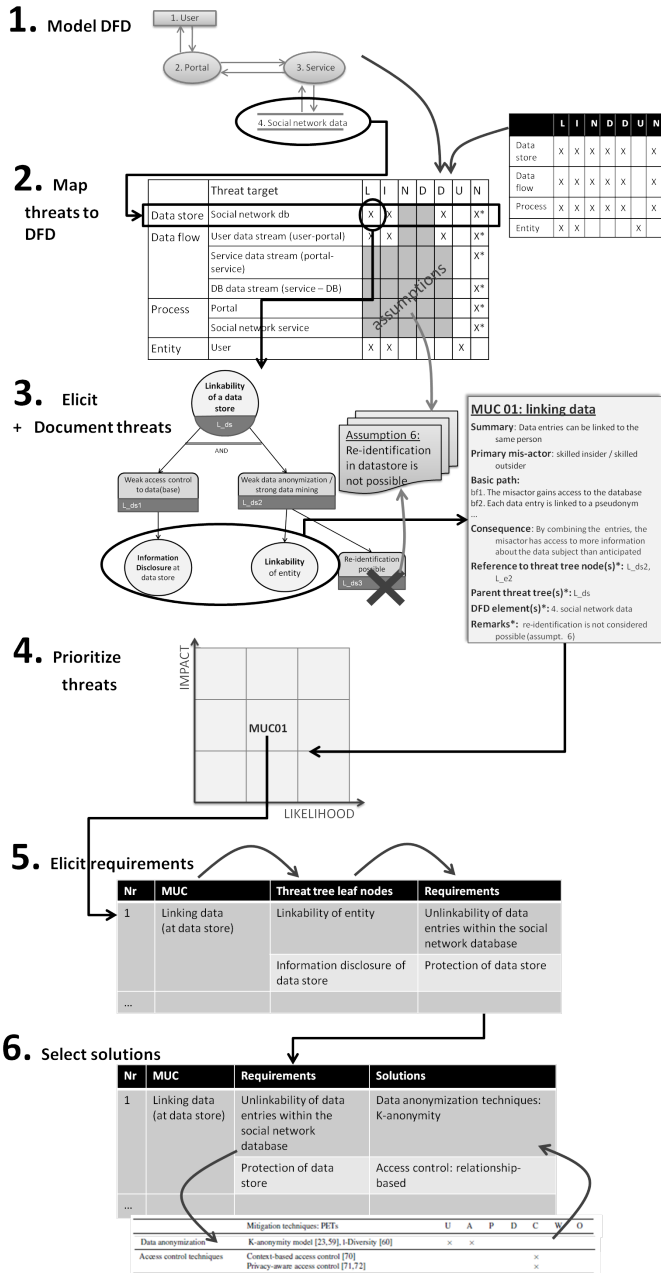 1. Model DFD
1. User
2. Portal
3. Service
4. Social network data
L I N D D U N
Data store X X X X X X
Data flow X X X X X X
Process X X X X X X
Entity X X X
2. Map threats to DFD
Threat target L I N D D U N
Data store Social network db X X X X*
Data flow User data stream (user-portal) X X X X*
Service data stream (portal-
service) X*
DB data stream (service – DB) X*
Process Portal X*
Social network service X*
Entity User X X X
assumptions
3. Elicit
+ Document threats
Linkability
of a data
store
L_ds
AND
Weak access control
to data(base)
L_ds1
Weak data anonymization /
strong data mining
L_ds2
Information
Disclosure at
data store
Linkability
of entity
Re-identification
possible
L_ds3
Assumption 6:
Re-identification
in datastore is
not possible
MUC 01: linking data
Summary: Data entries can be linked to the
same person
Primary mis-actor: skilled insider / skilled
outsider
Basic path:
bf1. The misactor gains access to the database
bf2. Each data entry is linked to a pseudonym
...
Consequence: By combining the entries, the
misactor has access to more information
about the data subject than anticipated
Reference to threat tree node(s)*: L_ds2,
L_e2
Parent threat tree(s)*: L_ds
DFD element(s)*: 4. social network data
Remarks*: re-identification is not considered
possible (assumpt. 6)
4. Prioritize
threats
IMPACT
MUC01
LIKELIHOOD
5. Elicit requirements
Nr MUC Threat tree leaf nodes Requirements
1 Linking data
(at data store)
Linkability of entity
Unlinkability of data
entries within the social
network database
Information disclosure of
data store
Protection of data store
...
6. Select solutions
Nr MUC Requirements Solutions
1 Linking data
(at data store)
Unlinkability of data
entries within the
social network
database
Data anonymization techniques:
K-anonymity
Protection of data
store
Access control: relationship-
based
...
Mitigation techniques: PETs U A P D C W O
Data anonymization K-anonymity model [23,59], l-Diversity [60] × ×
Access control techniques Context-based access control [70] ×
Privacy-aware access control [71,72] ×